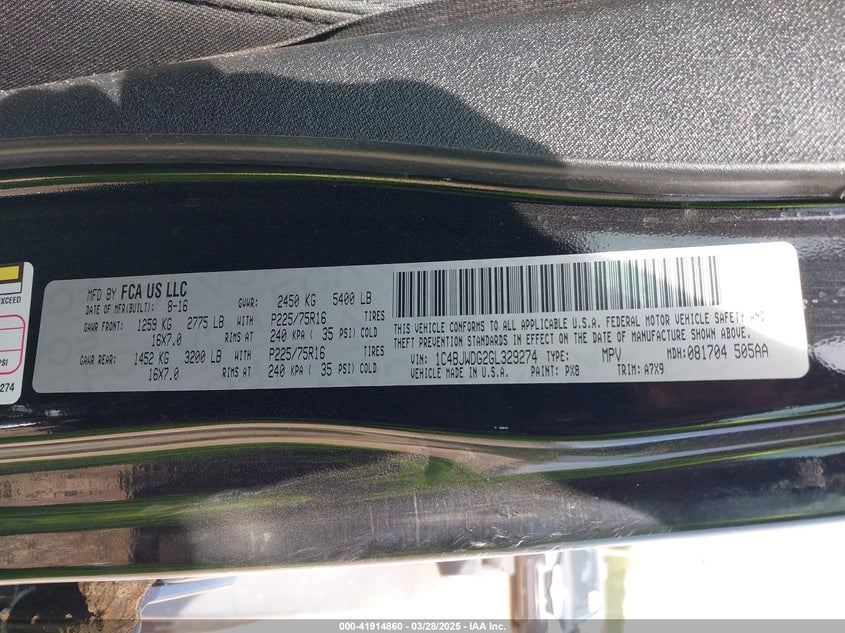 EXCEED
PSI
274
MFD BY FCA US LLC
DATE OF MFR(BUILT): 8-16 GVWR: 2450 KG 5400 LB
GAWR FRONT: 1259 KG 2775 LB WITH P225/75R16 TIRES
16X7.0 RIMS AT 240 KPA ( 35 PSI) COLD
GAWR REAR: 1452 KG 3200 LB WITH P225/75R16 TIRES
16X7.0 RIMS AT 240 KPA ( 35 PSI) COLD
THIS VEHICLE CONFORMS TO ALL APPLICABLE U.S.A. FEDERAL MOTOR VEHICLE SAFETY AND
THEFT PREVENTION STANDARDS IN EFFECT ON THE DATE OF MANUFACTURE SHOWN ABOVE.
VIN: 1C4BJWDG2GL329274 TYPE: MPV MDH: 081704 505AA
VEHICLE MADE IN U.S.A. PAINT: PX8 TRIM: A7X9
000-41914860 — 03/28/2025 — IAA Inc.